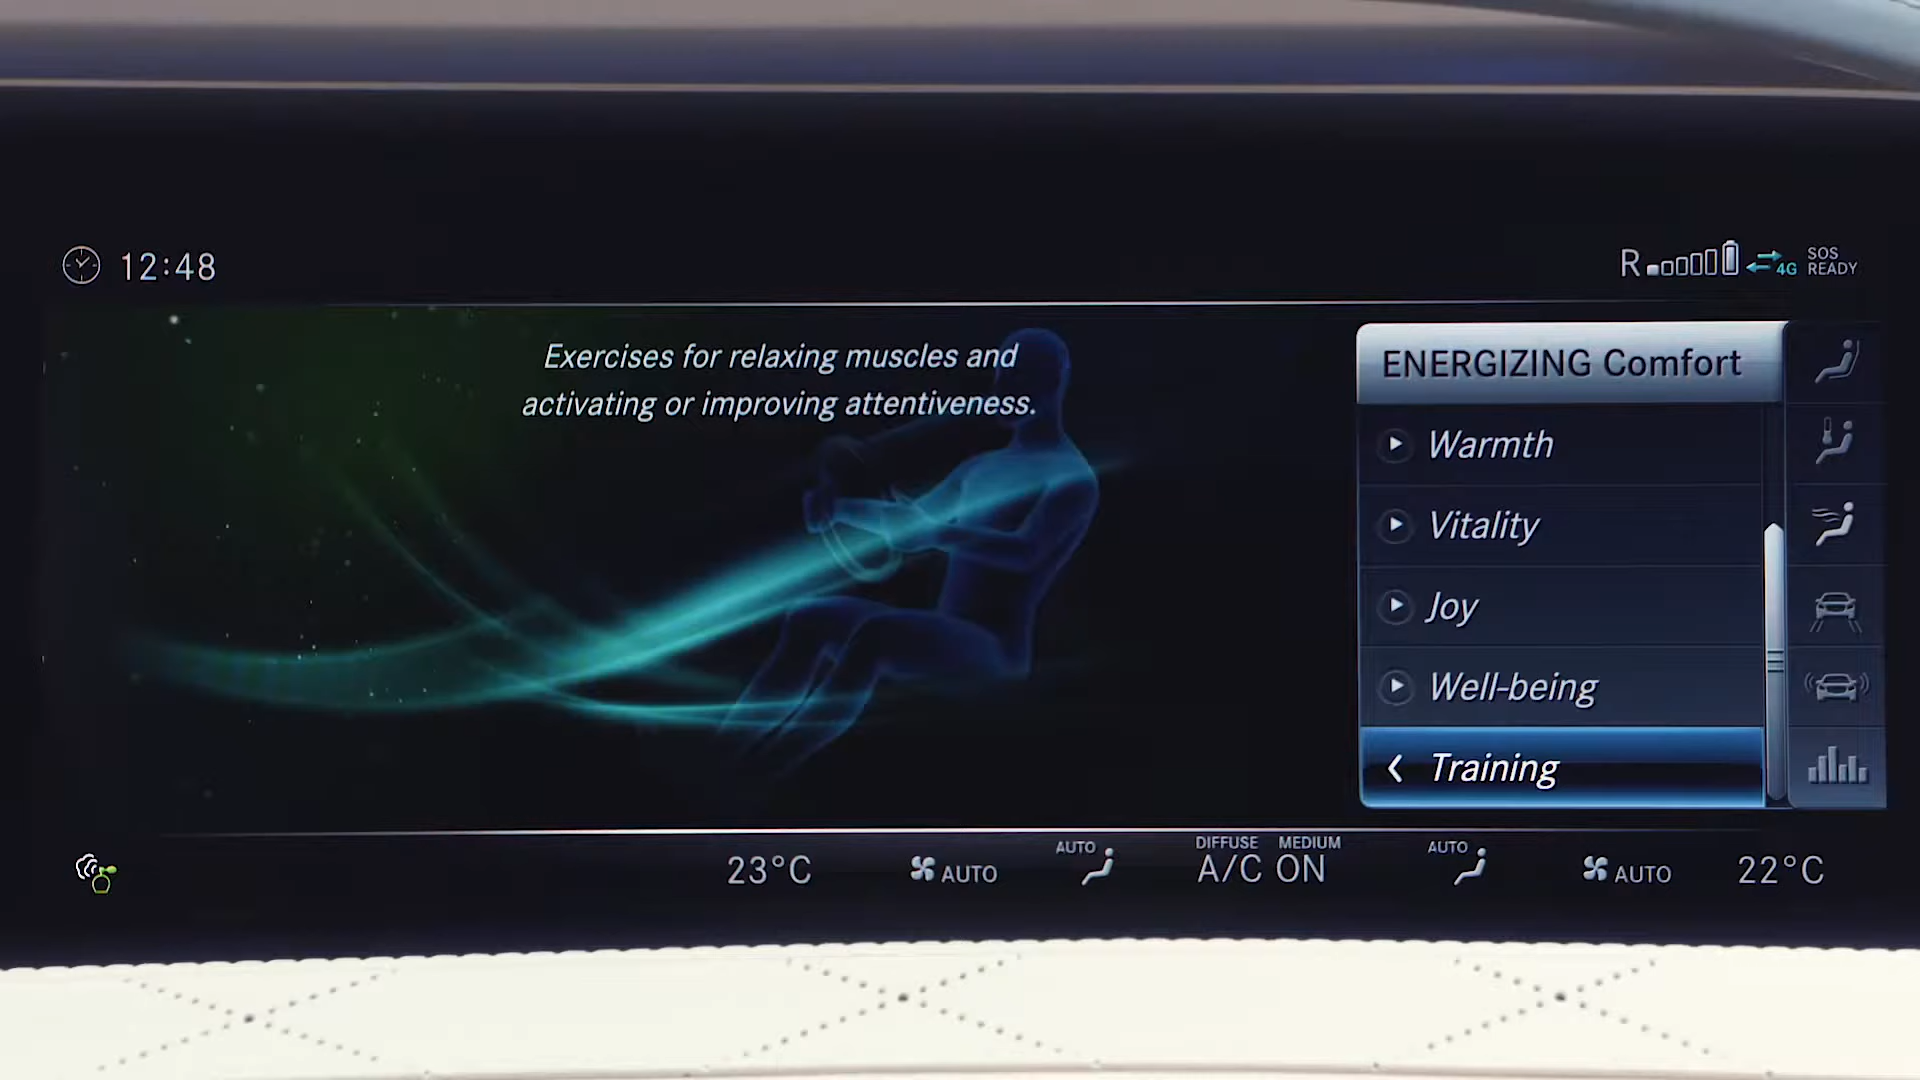 12:48
R
4G
SOS
READY
Exercises for relaxing muscles and
activating or improving attentiveness.
ENERGIZING Comfort
Warmth
Vitality
Joy
Well-being
Training
23°C
AUTO
AUTO
DIFFUSE MEDIUM
A/C ON
AUTO
AUTO
22°C